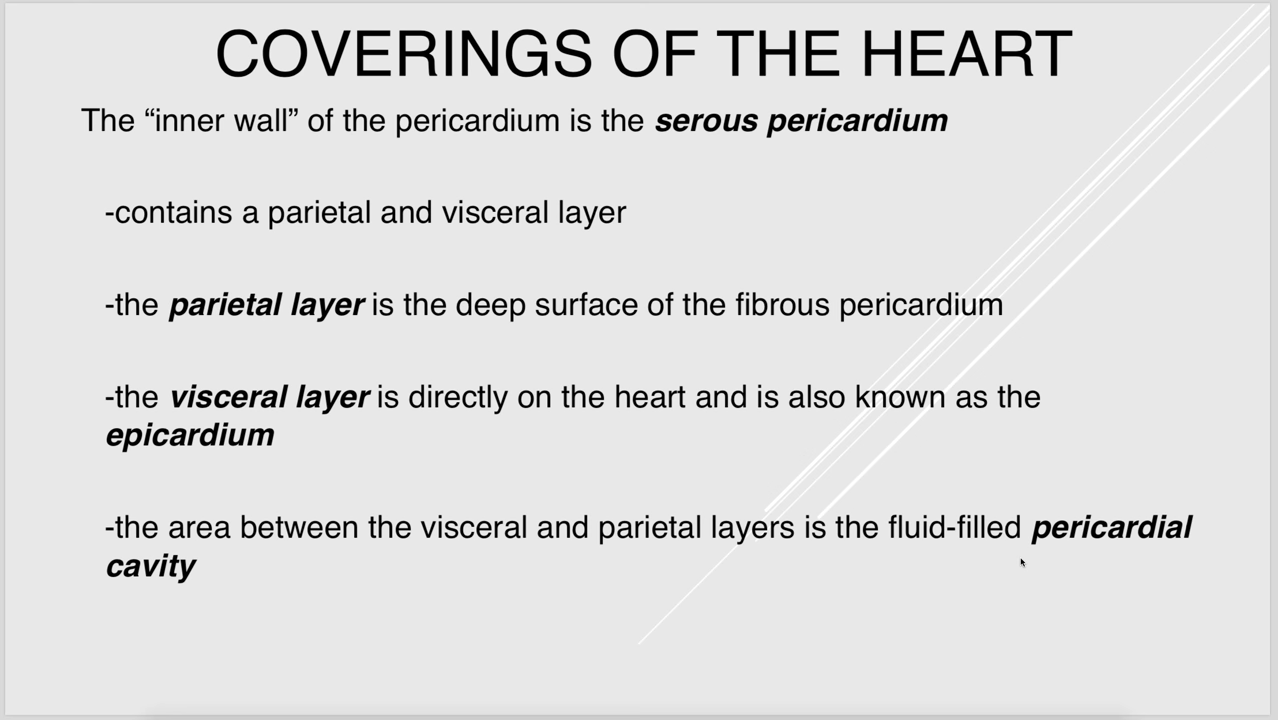 COVERINGS OF THE HEART
The “inner wall” of the pericardium is the serous pericardium
-contains a parietal and visceral layer
-the parietal layer is the deep surface of the fibrous pericardium
-the visceral layer is directly on the heart and is also known as the
epicardium
-the area between the visceral and parietal layers is the fluid-filled pericardial
cavity